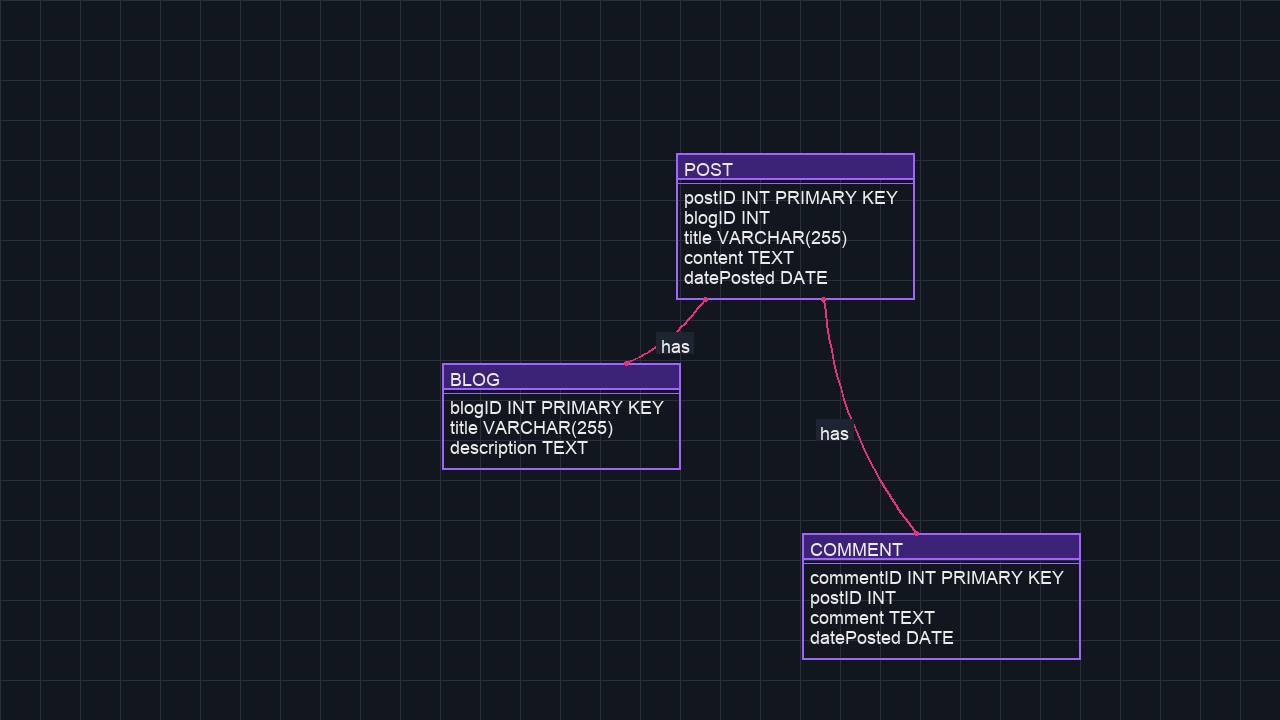 POST
postID INT PRIMARY KEY
blogID INT
title VARCHAR(255)
content TEXT
datePosted DATE
has
BLOG
blogID INT PRIMARY KEY
title VARCHAR(255)
description TEXT
has
COMMENT
commentID INT PRIMARY KEY
postID INT
comment TEXT
datePosted DATE